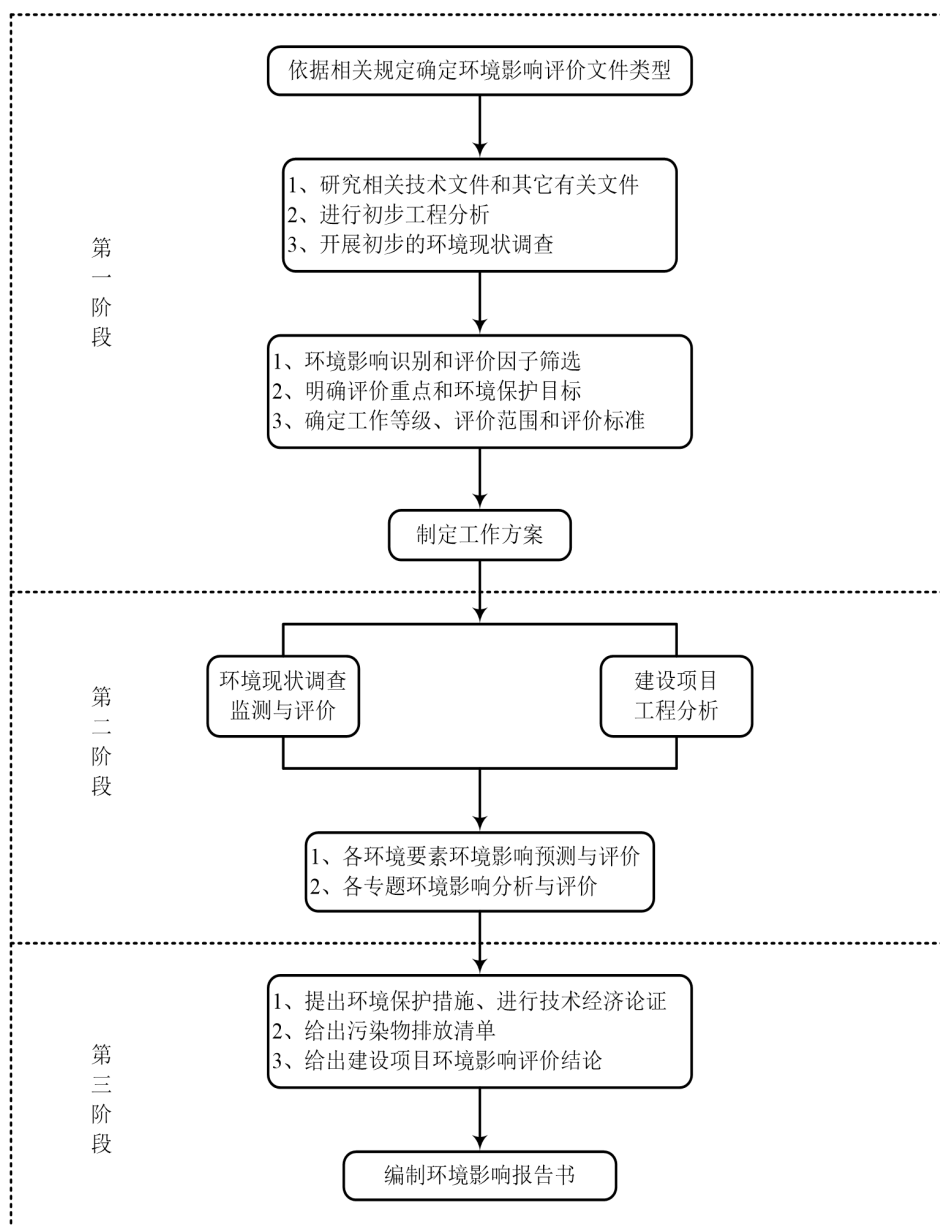 依据相关规定确定环境影响评价文件类型
1、研究相关技术文件和其它有关文件
2、进行初步工程分析
3、开展初步的环境现状调查
第一阶段
1、环境影响识别和评价因子筛选
2、明确评价重点和环境保护目标
3、确定工作等级、评价范围和评价标准
制定工作方案
第二阶段
环境现状调查
监测与评价
建设项目
工程分析
1、各环境要素环境影响预测与评价
2、各专题环境影响分析与评价
第三阶段
1、提出环境保护措施、进行技术经济论证
2、给出污染物排放清单
3、给出建设项目环境影响评价结论
编制环境影响报告书